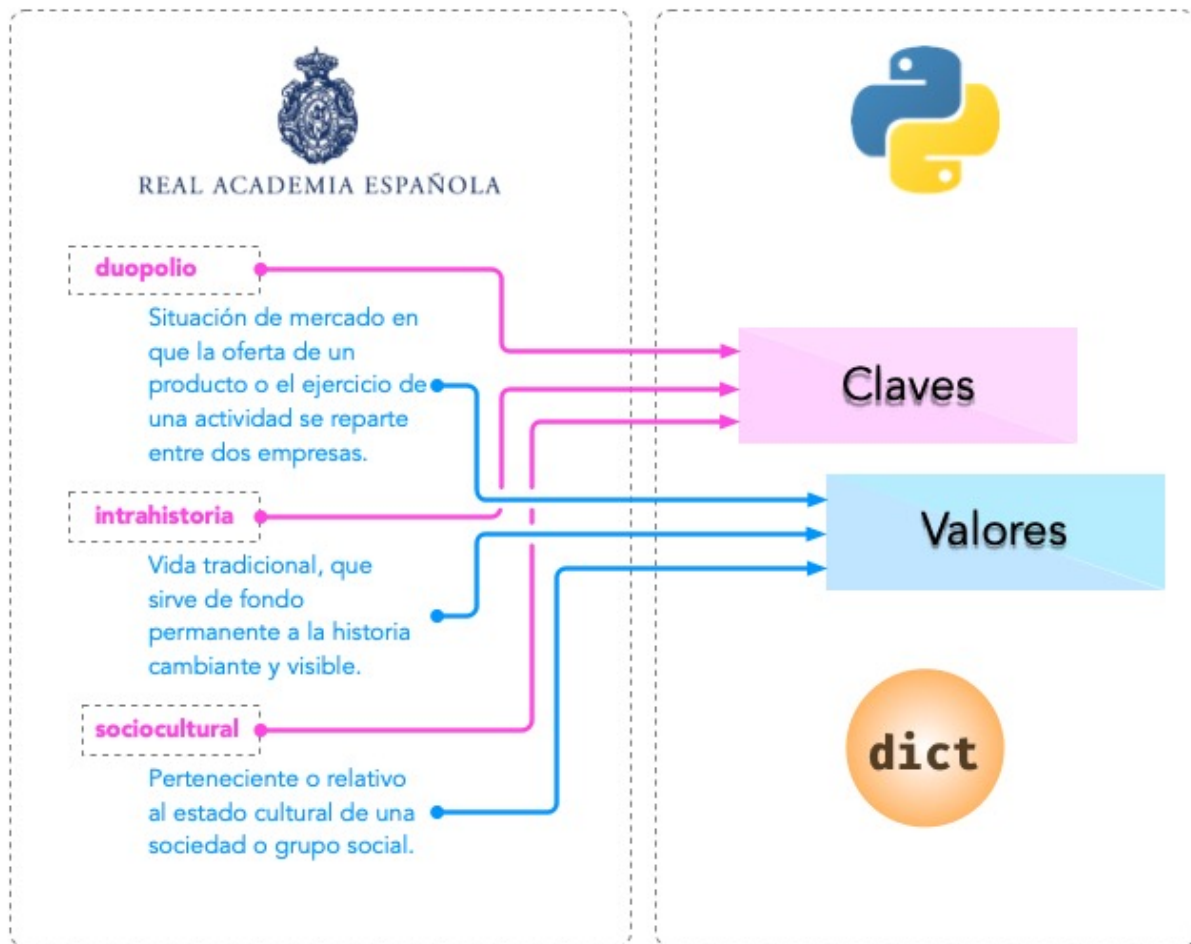 REAL ACADEMIA ESPAÑOLA
duopolio
Situación de mercado en
que la oferta de un
producto o el ejercicio de
una actividad se reparte
entre dos empresas.
intrahistoria
Vida tradicional, que
sirve de fondo
permanente a la historia
cambiante y visible.
sociocultural
Perteneciente o relativo
al estado cultural de una
sociedad o grupo social.
Claves
Valores
dict